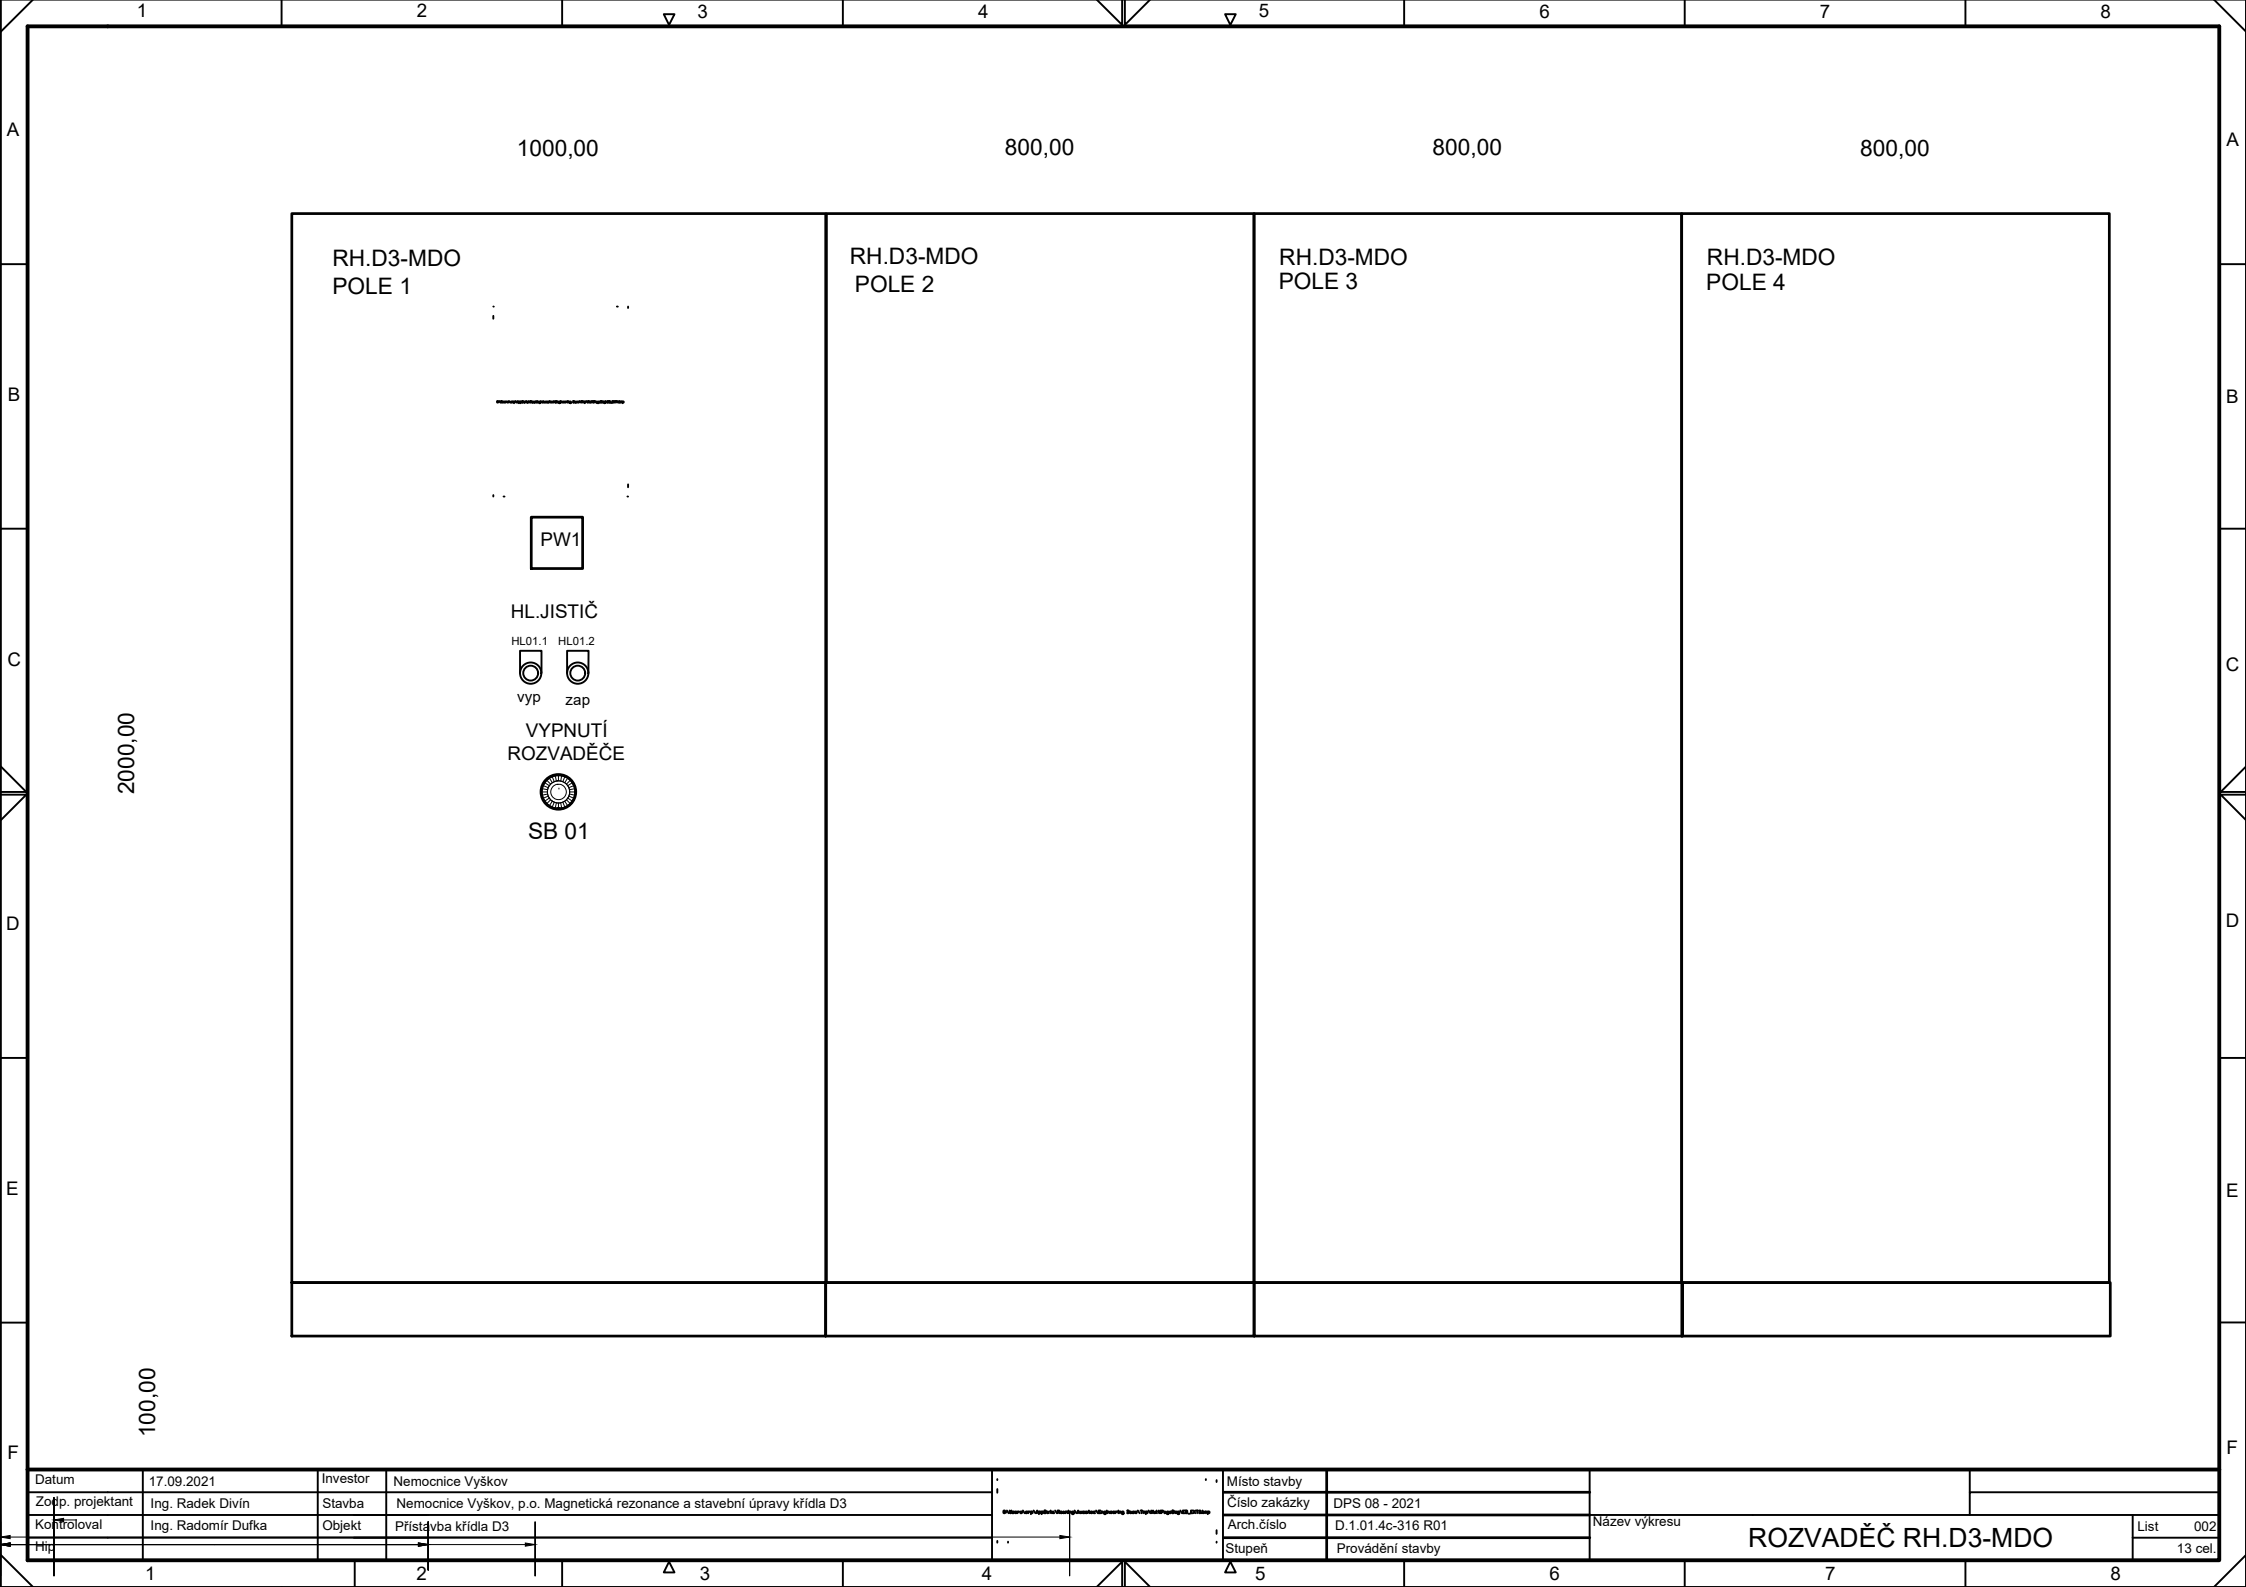 1 2 3 4 5 6 7 8
A A
1000,00 800,00 800,00 800,00
RH.D3-MDO
POLE 1
RH.D3-MDO
POLE 2
RH.D3-MDO
POLE 3
RH.D3-MDO
POLE 4
B B
PW1
HL.JISTIČ
HL01.1 HL01.2
vyp zap
C C
VYPNUTÍ
ROZVADĚČE
SB 01
2000,00
D D
E E
100,00
F F
Datum 17.09.2021 Investor Nemocnice Vyškov
Zodp. projektant Ing. Radek Divín Stavba Nemocnice Vyškov, p.o. Magnetická rezonance a stavební úpravy křídla D3
Kontroloval Ing. Radomír Dufka Objekt Přístavba křídla D3
Hip
Místo stavby
Číslo zakázky DPS 08 - 2021
Arch.číslo D.1.01.4c-316 R01
Stupeň Provádění stavby
Název výkresu
ROZVADĚČ RH.D3-MDO
List 002
13 cel.
1 2 3 4 5 6 7 8